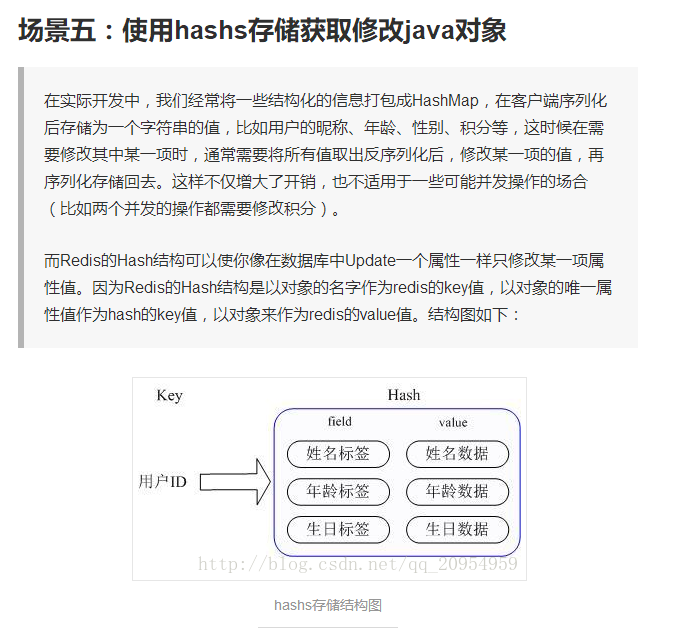 场景五：使用hashs存储获取修改java对象
在实际开发中，我们经常将一些结构化的信息打包成HashMap，在客户端序列化
后存储为一个字符串的值，比如用户的昵称、年龄、性别、积分等，这时候在需
要修改其中某一项时，通常需要将所有值取出反序列化后，修改某一项的值，再
序列化存储回去。这样不仅增大了开销，也不适用于一些可能并发操作的场合
（比如两个并发的操作都需要修改积分）。
而Redis的Hash结构可以使你像在数据库中Update一个属性一样只修改某一项属
性值。因为Redis的Hash结构是以对象的名字作为redis的key值，以对象的唯一属
性值作为hash的key值，以对象来作为redis的value值。结构图如下：
Key Hash
field value
姓名标签 姓名数据
用户ID 年龄标签 年龄数据
生日标签 生日数据
http://blog.csdn.net/qq_20954959
hashs存储结构图